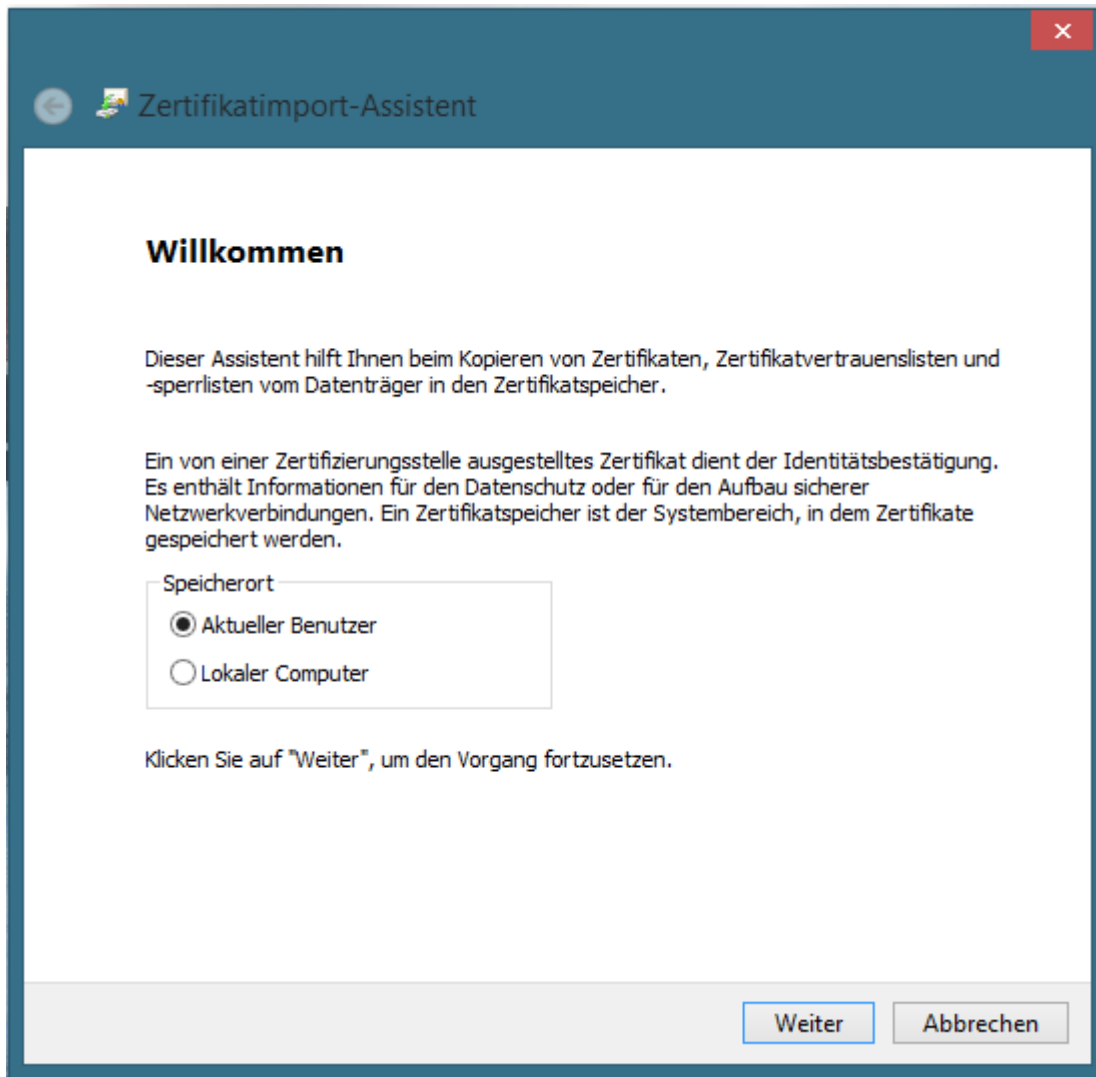 Zertifikatimport-Assistent
Willkommen
Dieser Assistent hilft Ihnen beim Kopieren von Zertifikaten, Zertifikatvertrauenslisten und
-sperrlisten vom Datenträger in den Zertifikatspeicher.
Ein von einer Zertifizierungsstelle ausgestelltes Zertifikat dient der Identitätsbestätigung.
Es enthält Informationen für den Datenschutz oder für den Aufbau sicherer
Netzwerkverbindungen. Ein Zertifikatspeicher ist der Systembereich, in dem Zertifikate
gespeichert werden.
Speicherort
Aktueller Benutzer
Lokaler Computer
Klicken Sie auf "Weiter", um den Vorgang fortzusetzen.
Weiter
Abbrechen